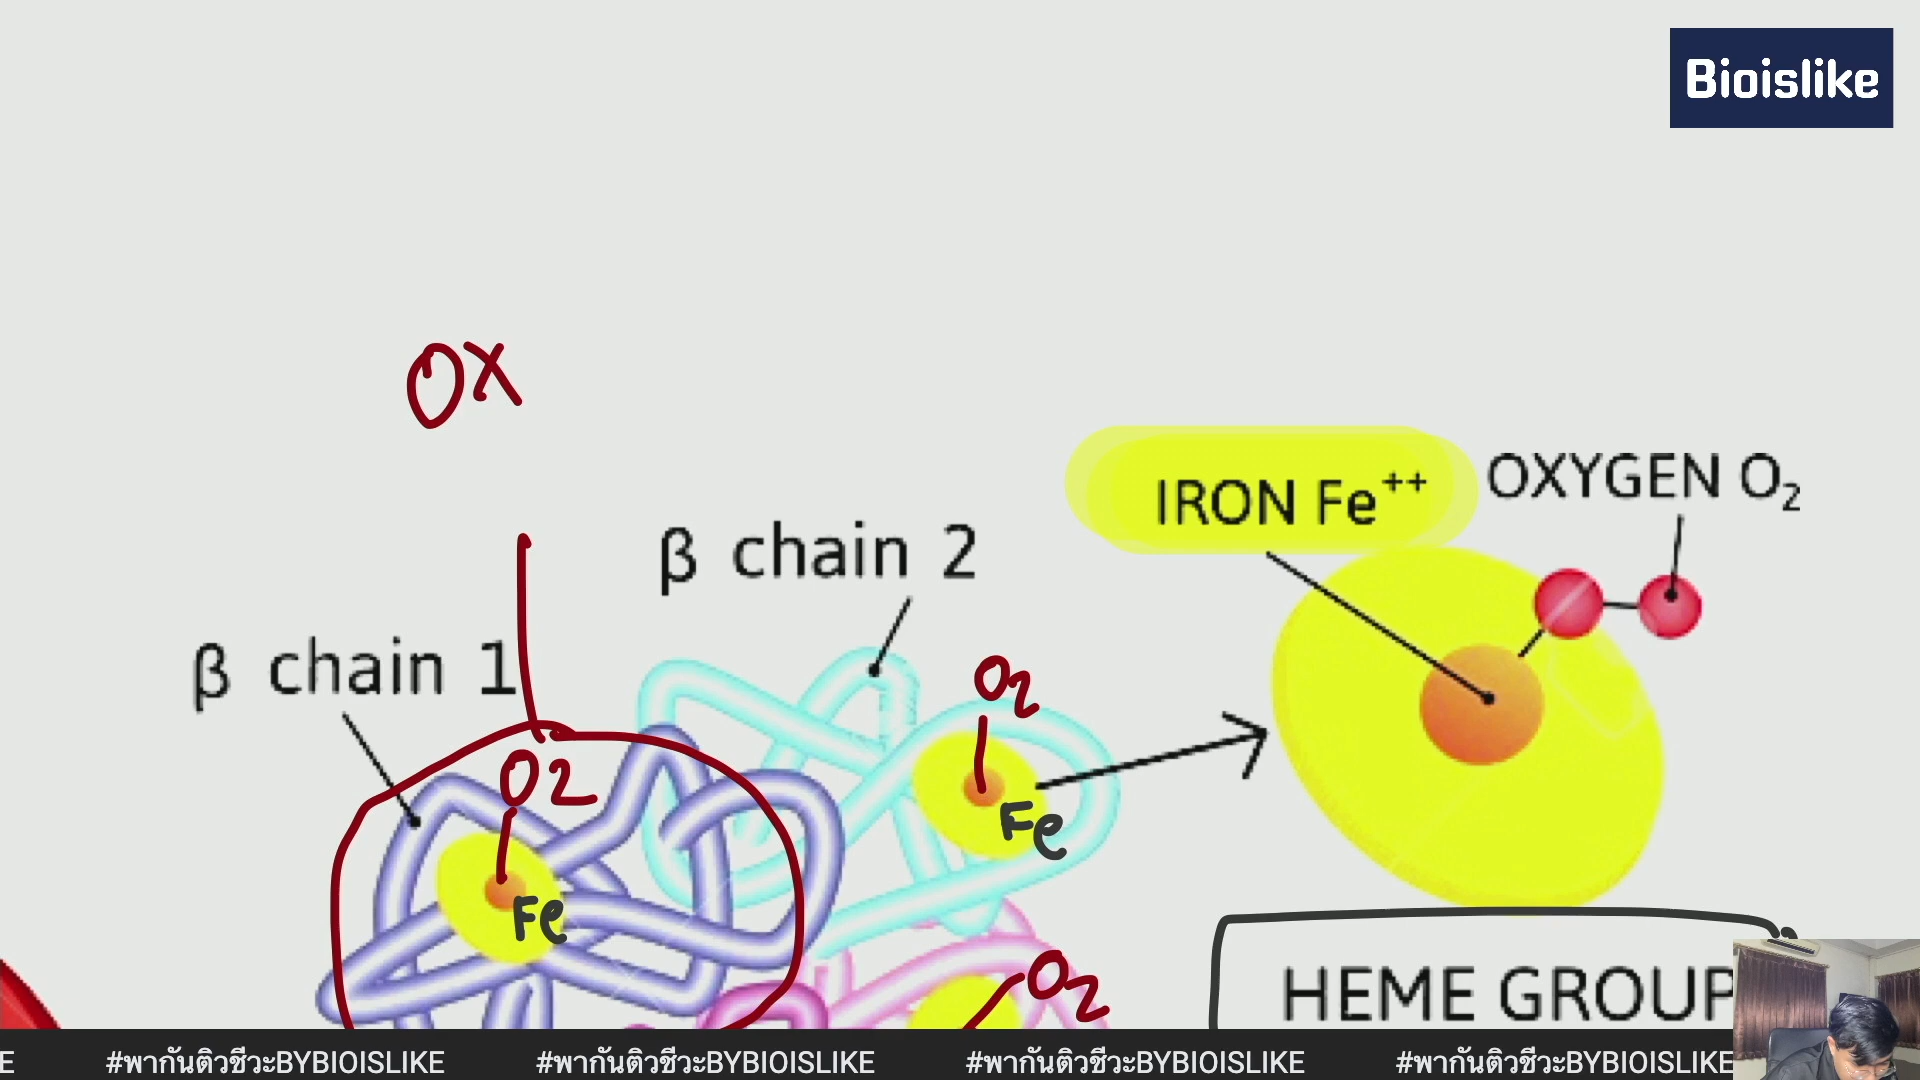 Bioislike
OX
IRON Fe++
OXYGEN O2
β chain 2
β chain 1
O2
O2
Fe
Fe
O2
HEME GROUP
E #พากันติวชีวะBYBIOISLIKE #พากันติวชีวะBYBIOISLIKE #พากันติวชีวะBYBIOISLIKE #พากันติวชีวะBYBIOISLIKE